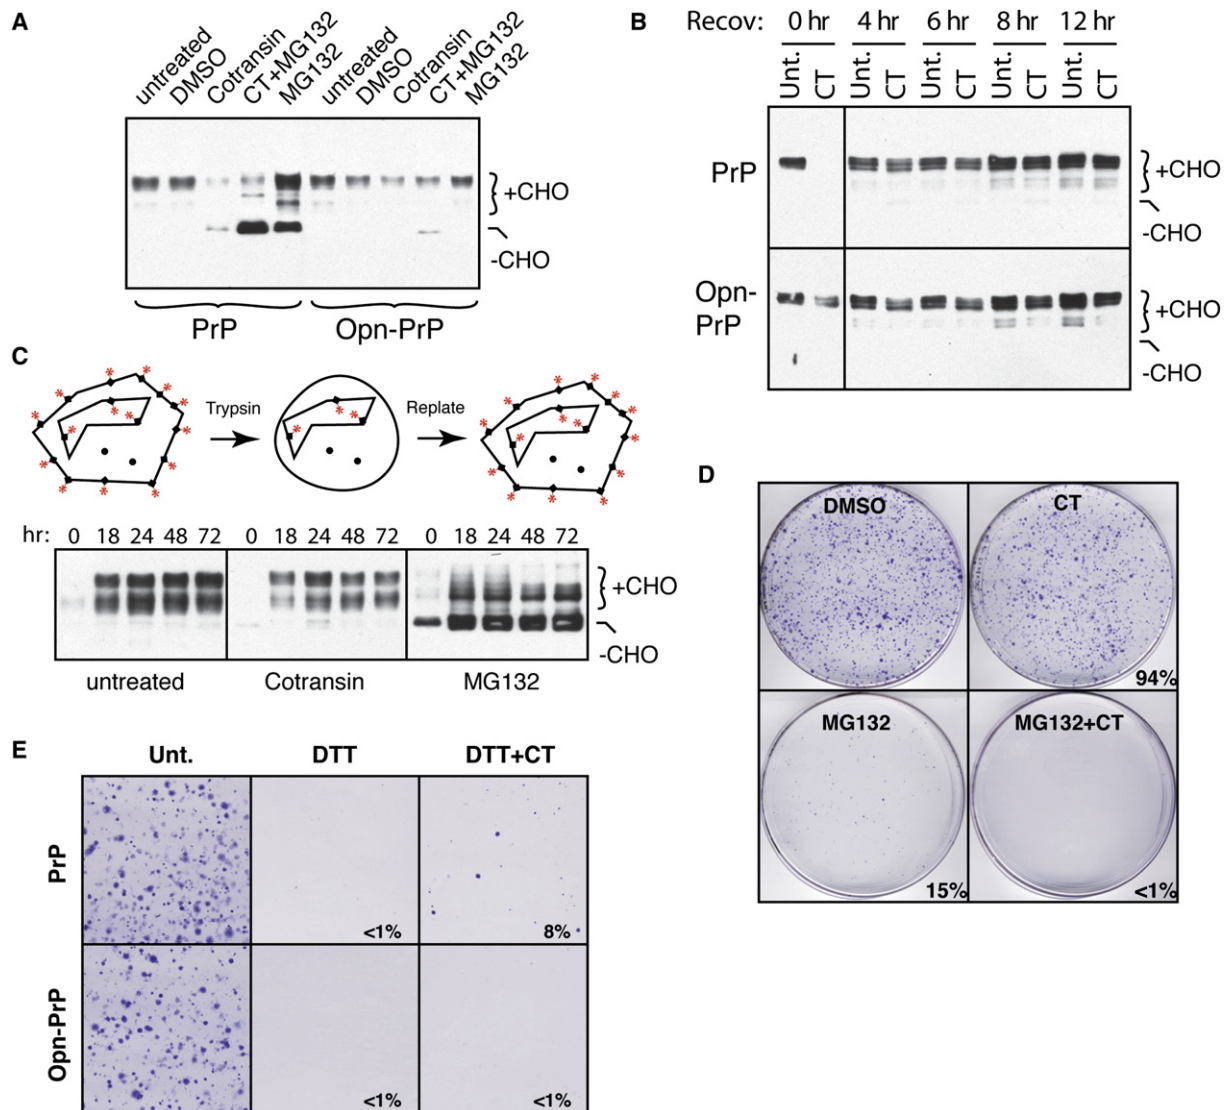 A
untreated
DMSO
Cotransin
CT+MG132
MG132
untreated
DMSO
Cotransin
CT+MG132
MG132
+CHO
-CHO
PrP
Opn-PrP
B
Recov: 0 hr 4 hr 6 hr 8 hr 12 hr
Unt. CT Unt. CT Unt. CT Unt. CT Unt. CT
PrP
+CHO
-CHO
Opn-
PrP
+CHO
-CHO
C
Trypsin
Replate
hr: 0 18 24 48 72 0 18 24 48 72 0 18 24 48 72
+CHO
-CHO
untreated
Cotransin
MG132
D
DMSO
CT
94%
MG132
MG132+CT
15%
<1%
E
Unt. DTT DTT+CT
PrP
<1%
8%
Opn-PrP
<1%
<1%